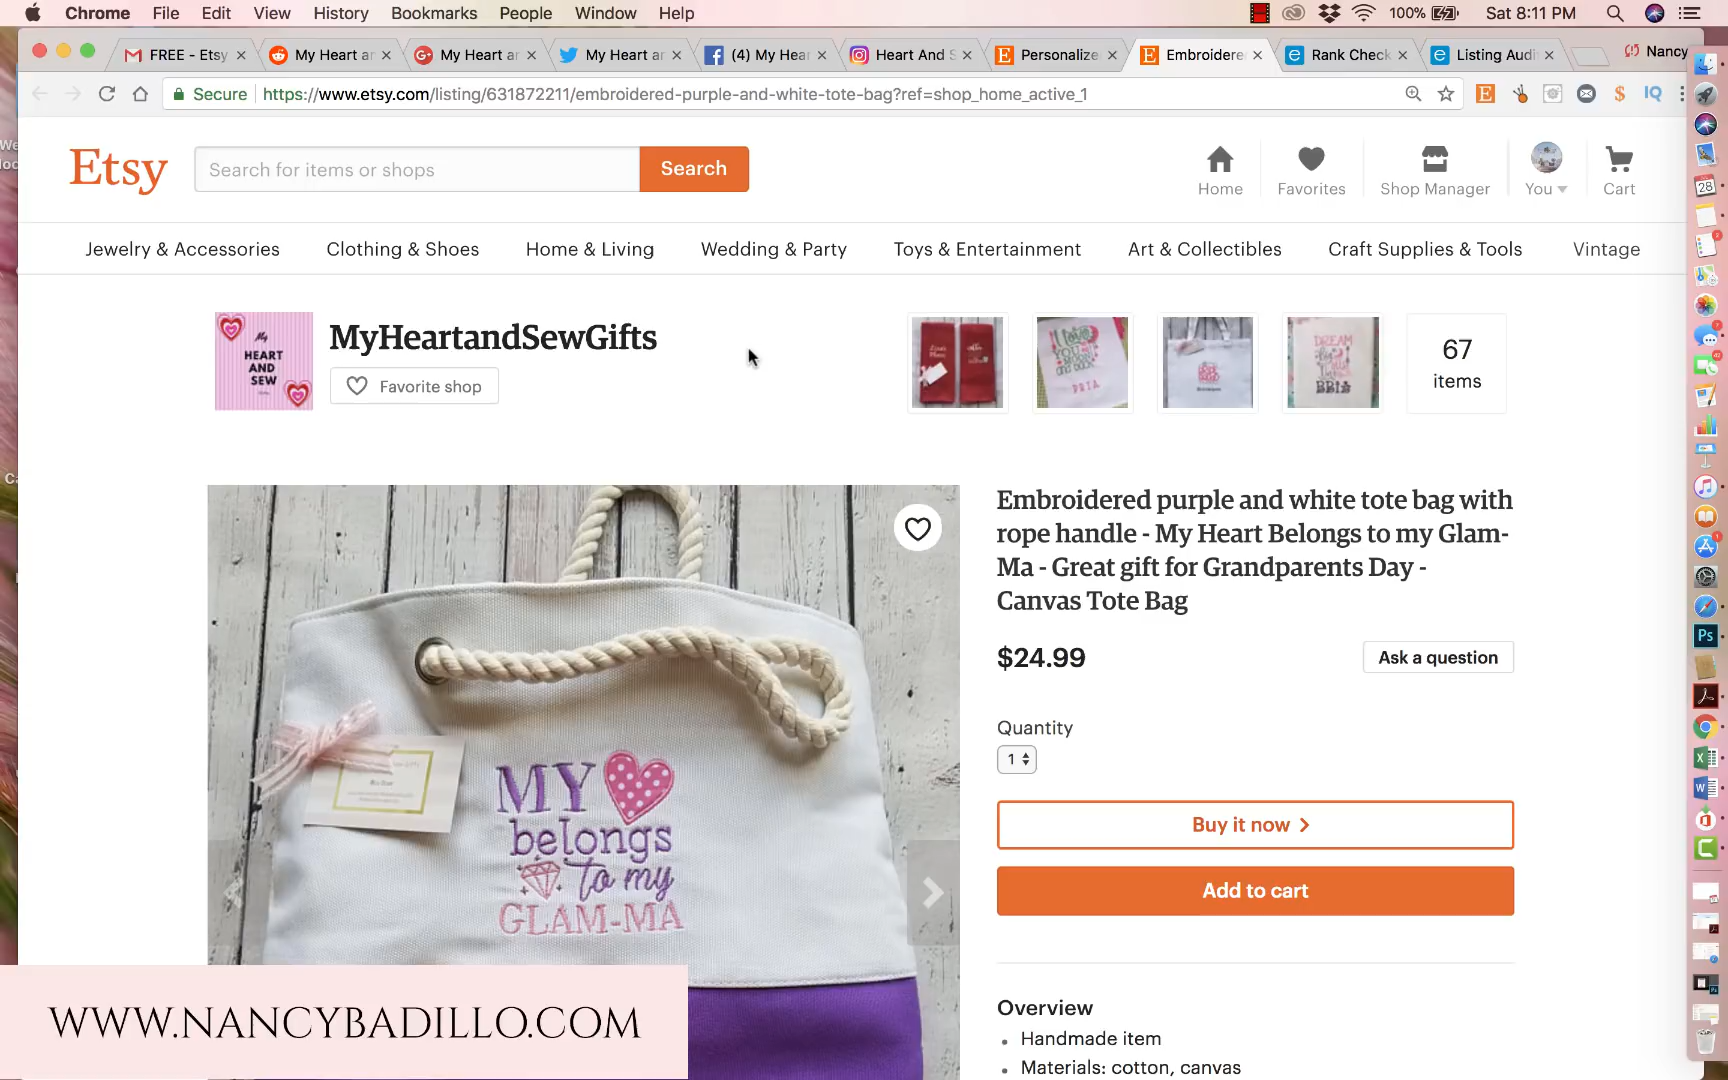 Chrome File Edit View History Bookmarks People Window Help 100% Sat 8:11 PM
FREE - Etsy My Heart an My Heart an My Heart an (4) My Hear Heart And S Personalize Embroidere Rank Check Listing Audi Nancy
Secure https://www.etsy.com/listing/631872211/embroidered-purple-and-white-tote-bag?ref=shop_home_active_1
Etsy Search for items or shops Search
Home Favorites Shop Manager You Cart
Jewelry & Accessories Clothing & Shoes Home & Living Wedding & Party Toys & Entertainment Art & Collectibles Craft Supplies & Tools Vintage
My
HEART
AND
SEW
MyHeartandSewGifts
Favorite shop
67
items
Embroidered purple and white tote bag with
rope handle - My Heart Belongs to my Glam-
Ma - Great gift for Grandparents Day -
Canvas Tote Bag
$24.99
Ask a question
Quantity
1
Buy it now
Add to cart
Overview
Handmade item
Materials: cotton, canvas
MY
belongs
to my
GLAM-MA
WWW.NANCYBADILLO.COM